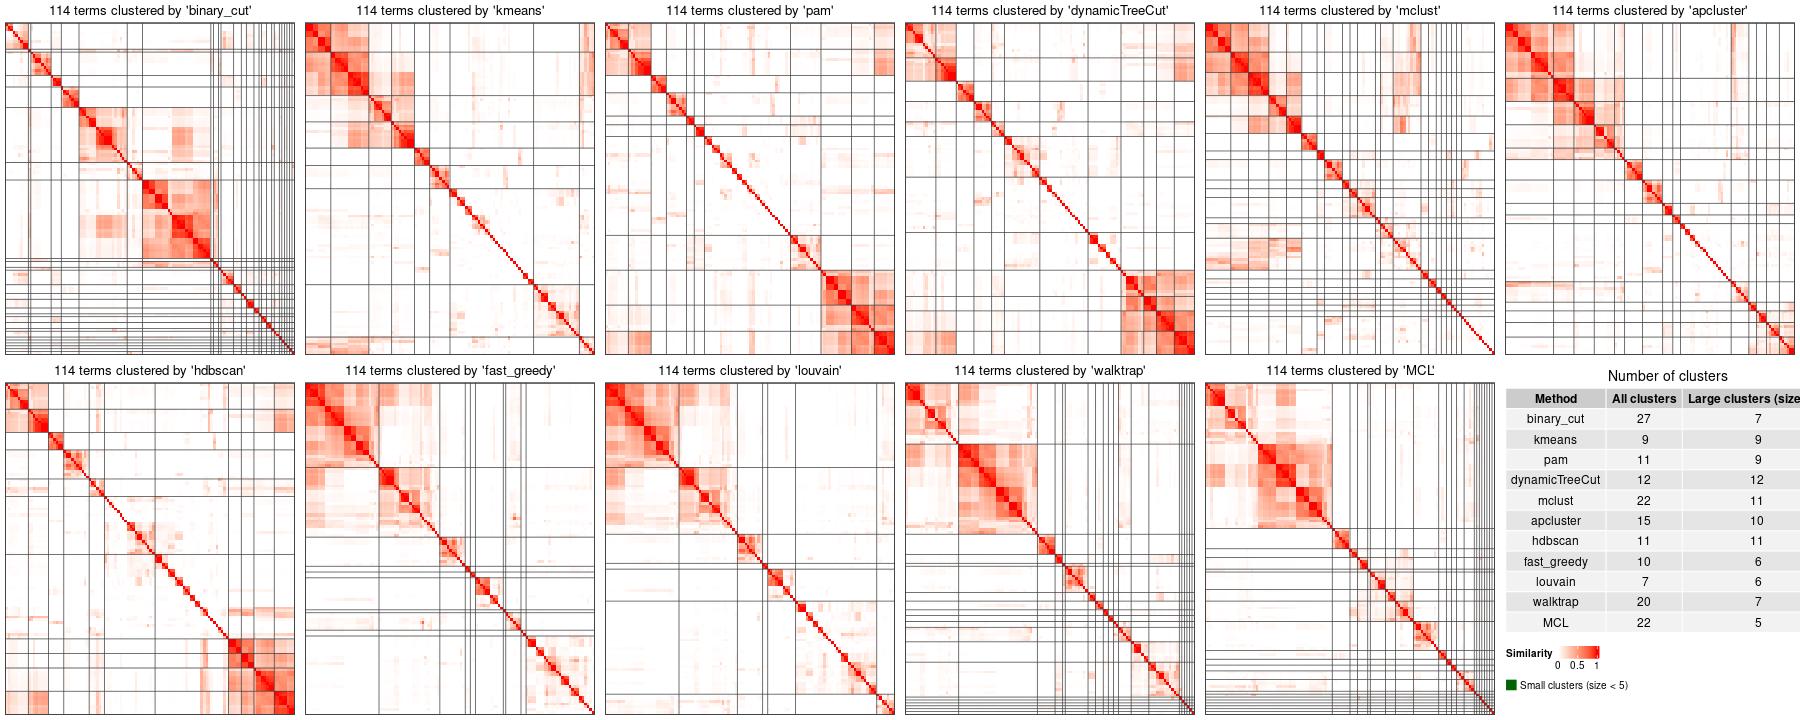 114 terms clustered by 'binary_cut'
114 terms clustered by 'kmeans'
114 terms clustered by 'pam'
114 terms clustered by 'dynamicTreeCut'
114 terms clustered by 'mclust'
114 terms clustered by 'apcluster'
114 terms clustered by 'hdbscan'
114 terms clustered by 'fast_greedy'
114 terms clustered by 'louvain'
114 terms clustered by 'walktrap'
114 terms clustered by 'MCL'
Number of clusters
Method All clusters Large clusters (size
binary_cut 27 7
kmeans 9 9
pam 11 9
dynamicTreeCut 12 12
mclust 22 11
apcluster 15 10
hdbscan 11 11
fast_greedy 10 6
louvain 7 6
walktrap 20 7
MCL 22 5
Similarity
0 0.5 1
Small clusters (size < 5)